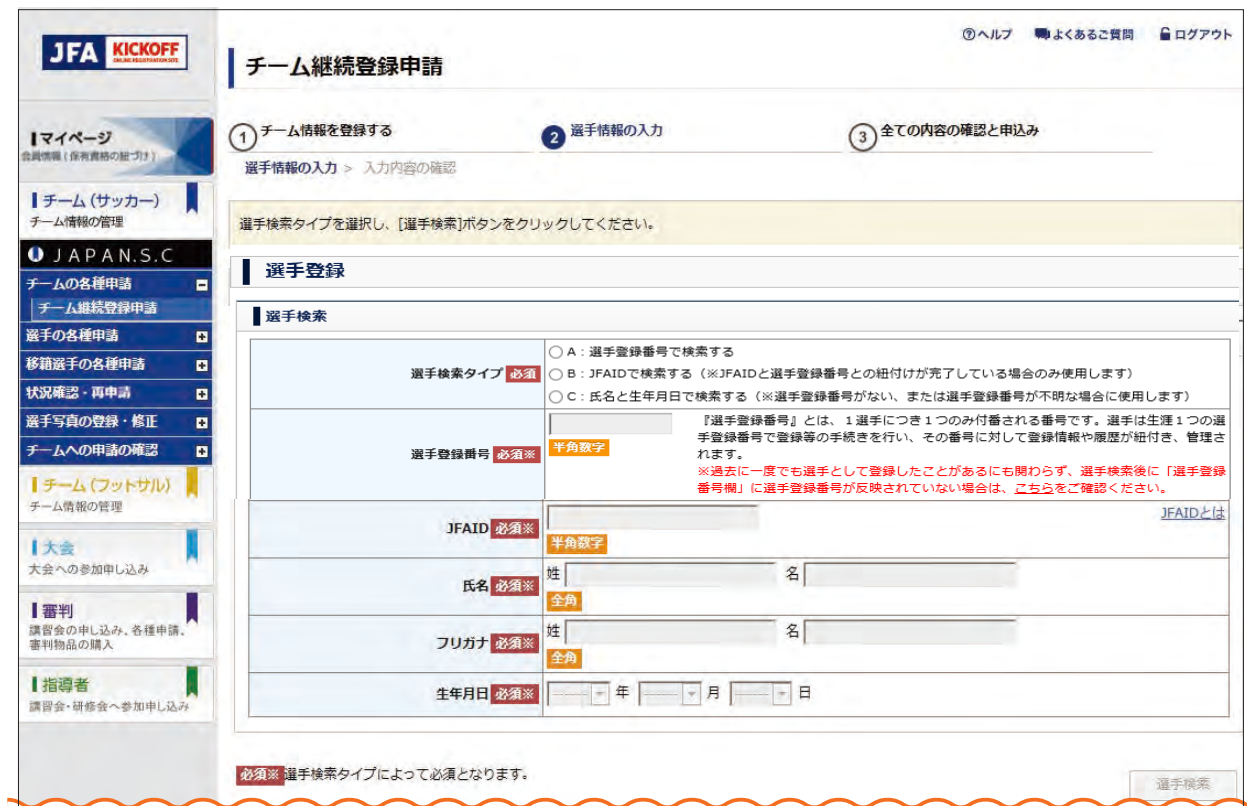 JFA KICKOFF
ONLINE REGISTRATION SITE
ヘルプ よくあるご質問 ログアウト
チーム継続登録申請
マイページ
会員情報(保有資格の紐づけ)
チーム(サッカー)
チーム情報の管理
JAPAN.S.C
チームの各種申請
チーム継続登録申請
選手の各種申請
移籍選手の各種申請
状況確認・再申請
選手写真の登録・修正
チームへの申請の確認
チーム(フットサル)
チーム情報の管理
大会
大会への参加申し込み
審判
講習会の申し込み、各種申請、
審判物品の購入
指導者
講習会・研修会へ参加申し込み
1 チーム情報を登録する 2 選手情報の入力 3 全ての内容の確認と申込み
選手情報の入力 > 入力内容の確認
選手検索タイプを選択し、[選手検索]ボタンをクリックしてください。
選手登録
選手検索
選手検索タイプ 必須
A:選手登録番号で検索する
B:JFAIDで検索する(※JFAIDと選手登録番号との紐付けが完了している場合のみ使用します)
C:氏名と生年月日で検索する(※選手登録番号がない、または選手登録番号が不明な場合に使用します)
選手登録番号 必須※
半角数字
『選手登録番号』とは、1選手につき1つのみ付番される番号です。選手は生涯1つの選
手登録番号で登録等の手続きを行い、その番号に対して登録情報や履歴が紐付き、管理さ
れます。
※過去に一度でも選手として登録したことがあるにも関わらず、選手検索後に「選手登録
番号欄」に選手登録番号が反映されていない場合は、こちらをご確認ください。
JFAID 必須※
半角数字
JFAIDとは
氏名 必須※
姓 名
全角
フリガナ 必須※
姓 名
全角
生年月日 必須※
年 月 日
必須※ 選手検索タイプによって必須となります。
選手検索